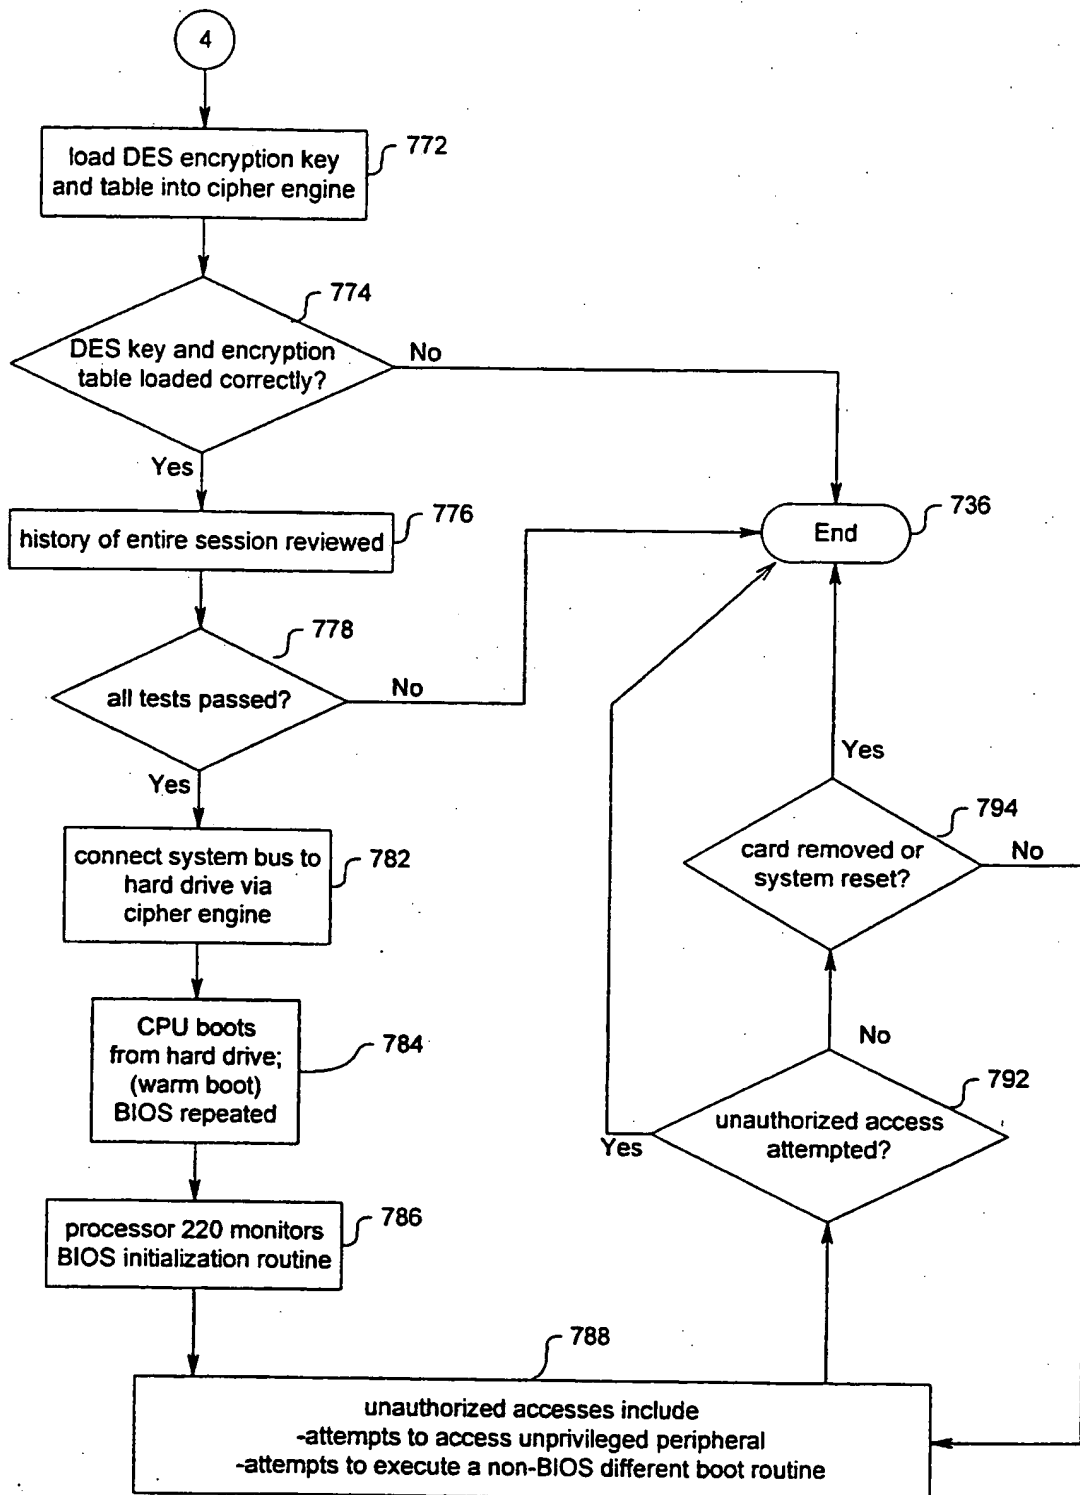 4
load DES encryption key
and table into cipher engine
772
774
DES key and encryption
table loaded correctly?
No
Yes
history of entire session reviewed
776
End
736
778
all tests passed?
No
Yes
connect system bus to
hard drive via
cipher engine
782
Yes
794
card removed or
system reset?
No
CPU boots
from hard drive;
(warm boot)
BIOS repeated
784
No
792
unauthorized access
attempted?
Yes
processor 220 monitors
BIOS initialization routine
786
788
unauthorized accesses include
-attempts to access unprivileged peripheral
-attempts to execute a non-BIOS different boot routine